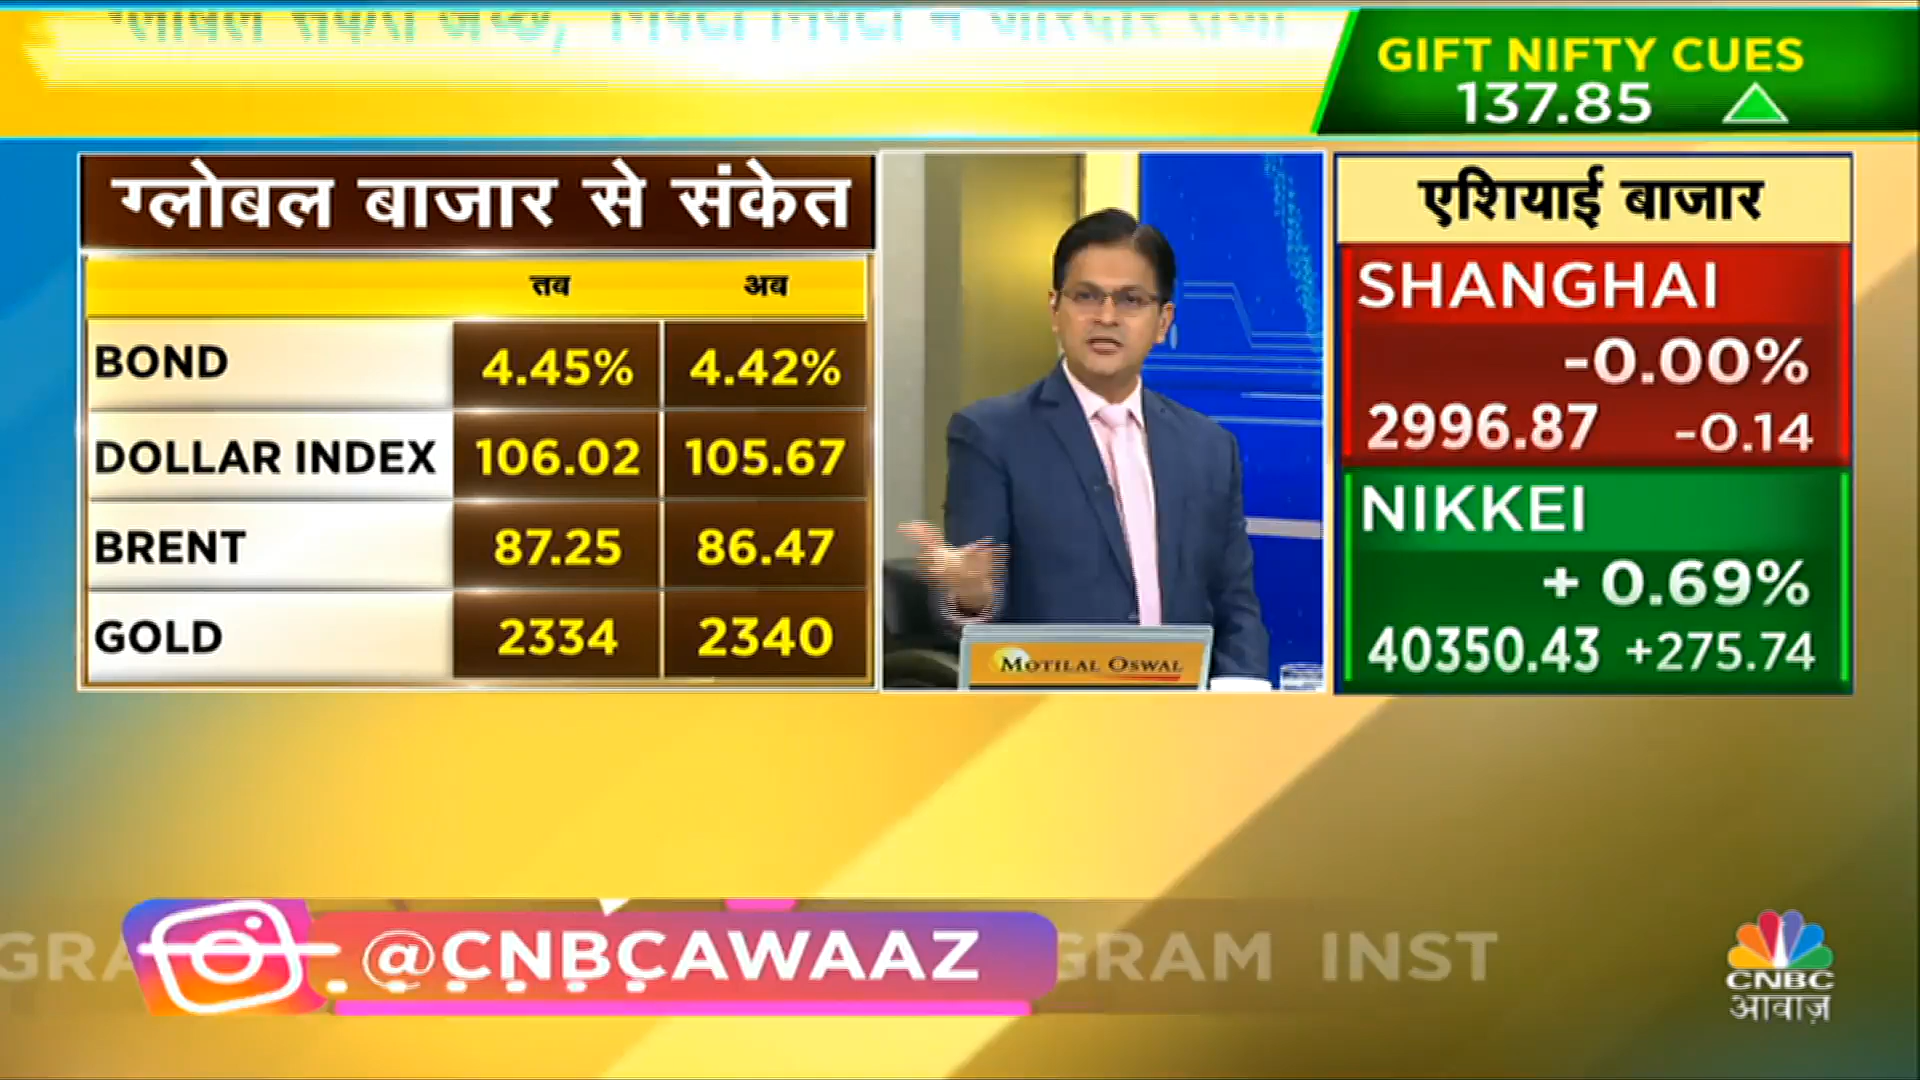 GIFT NIFTY CUES
137.85
ग्लोबल बाजार से संकेत
तब अब
BOND 4.45% 4.42%
DOLLAR INDEX 106.02 105.67
BRENT 87.25 86.47
GOLD 2334 2340
MOTILAL OSWAL
एशियाई बाजार
SHANGHAI
-0.00%
2996.87 -0.14
NIKKEI
+ 0.69%
40350.43 +275.74
@CNBCAWAAZ
GRAM INST
CNBC
आवाज़